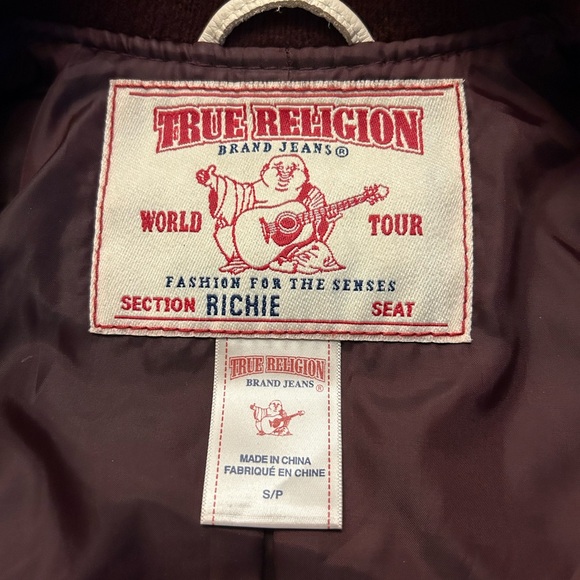 TRUE RELIGION
BRAND JEANS®
WORLD TOUR
FASHION FOR THE SENSES
SECTION RICHIE SEAT
TRUE RELIGION
BRAND JEANS®
MADE IN CHINA
FABRIQUÉ EN CHINE
S/P